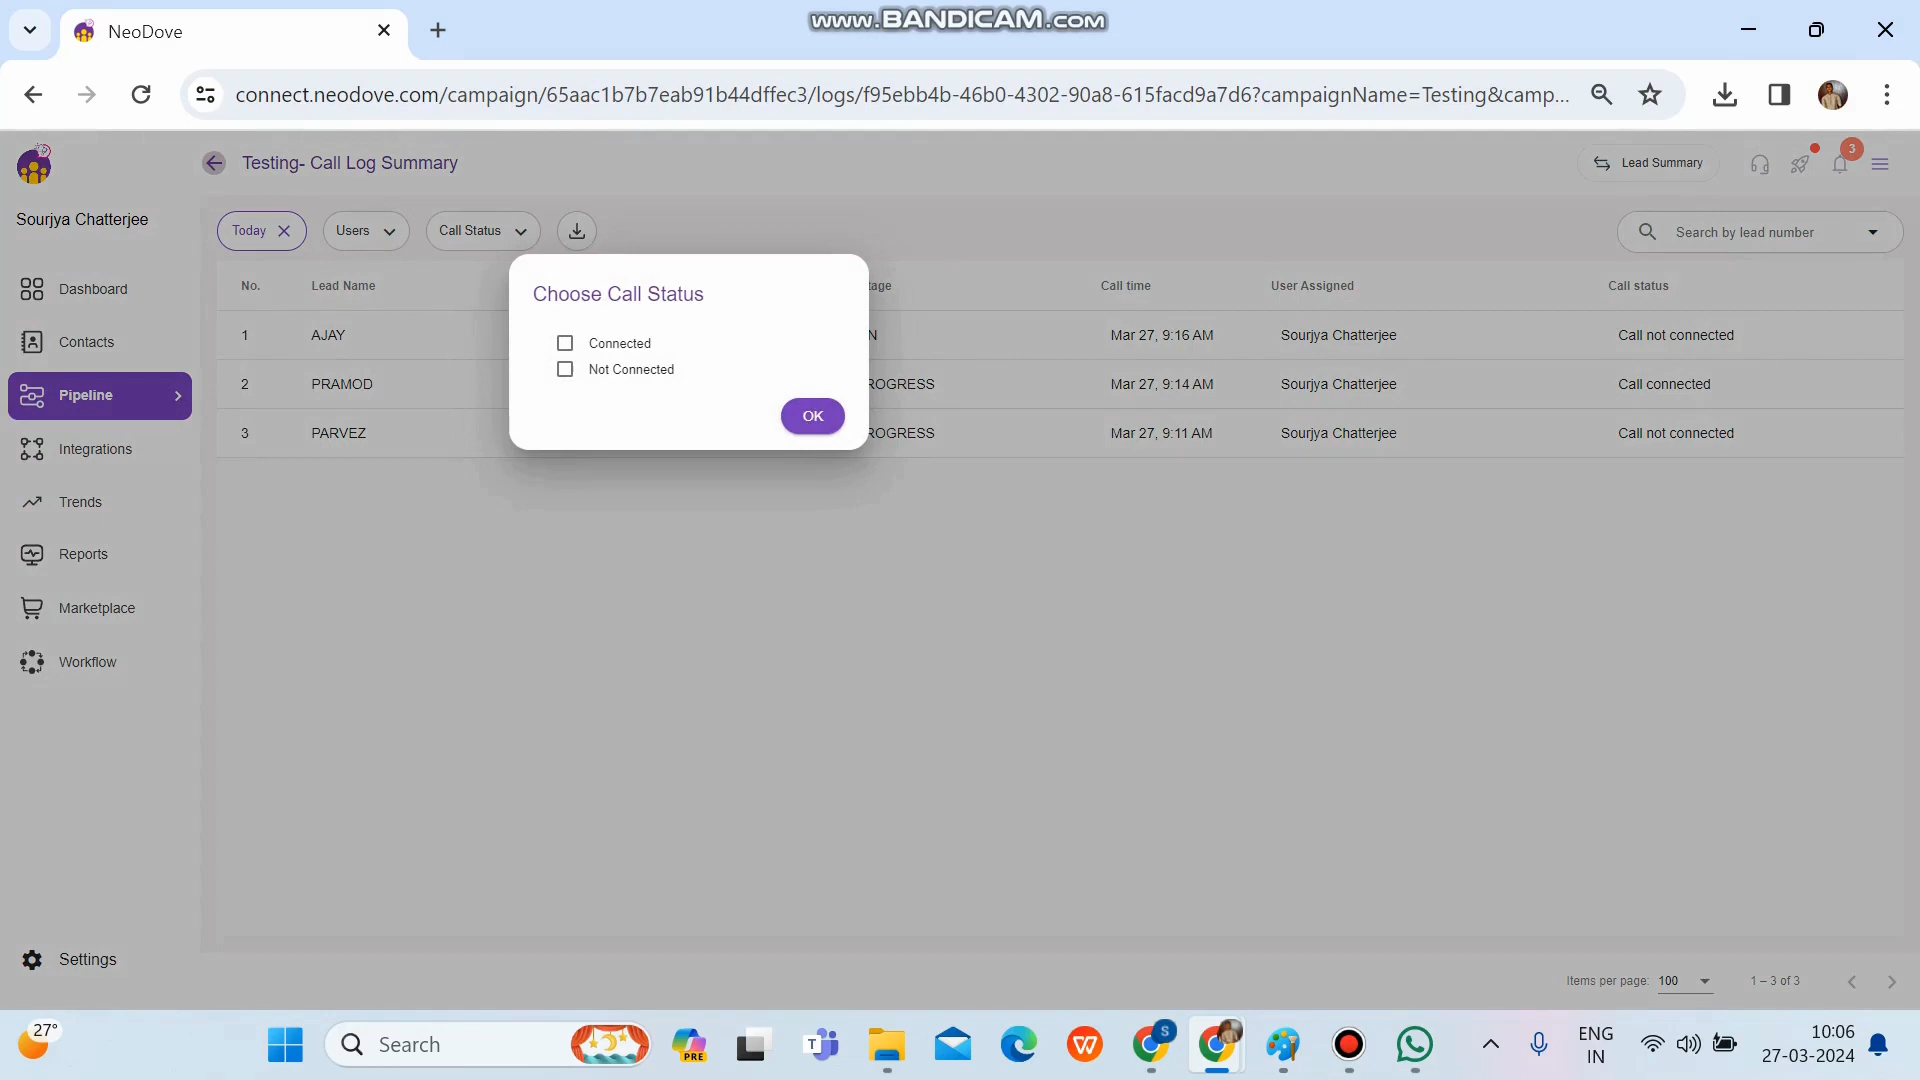 NeoDove
www.BANDICAM.com
connect.neodove.com/campaign/65aac1b7b7eab91b44dffec3/logs/f95ebb4b-46b0-4302-90a8-615facd9a7d6?campaignName=Testing&camp...
Testing- Call Log Summary
Lead Summary
3
Sourjya Chatterjee
Today
Users
Call Status
Search by lead number
Dashboard
Contacts
Pipeline
Integrations
Trends
Reports
Marketplace
Workflow
Settings
No.
Lead Name
tage
Call time
User Assigned
Call status
1
AJAY
N
Mar 27, 9:16 AM
Sourjya Chatterjee
Call not connected
2
PRAMOD
ROGRESS
Mar 27, 9:14 AM
Sourjya Chatterjee
Call connected
3
PARVEZ
ROGRESS
Mar 27, 9:11 AM
Sourjya Chatterjee
Call not connected
Choose Call Status
Connected
Not Connected
OK
Items per page:
100
1 – 3 of 3
27°
Search
PRE
T
W
S
ENG
IN
10:06
27-03-2024